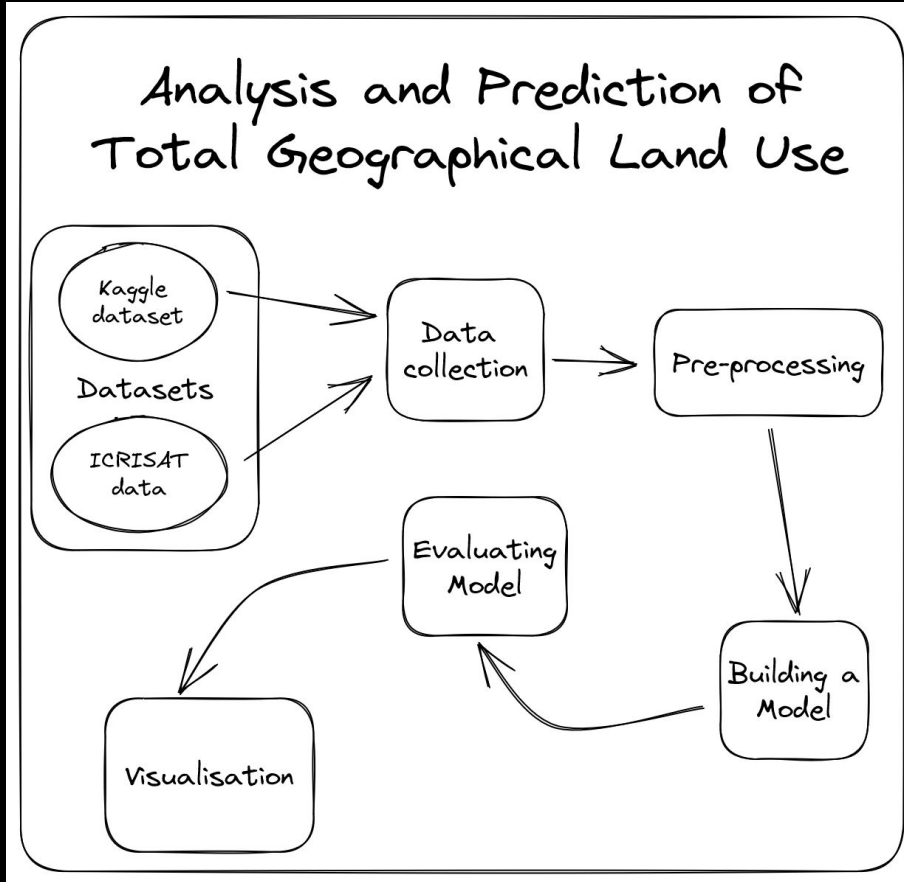 Analysis and Prediction of
Total Geographical Land Use
Kaggle
dataset
Datasets
ICRISAT
data
Data
collection
Pre-processing
Building a
Model
Evaluating
Model
Visualisation